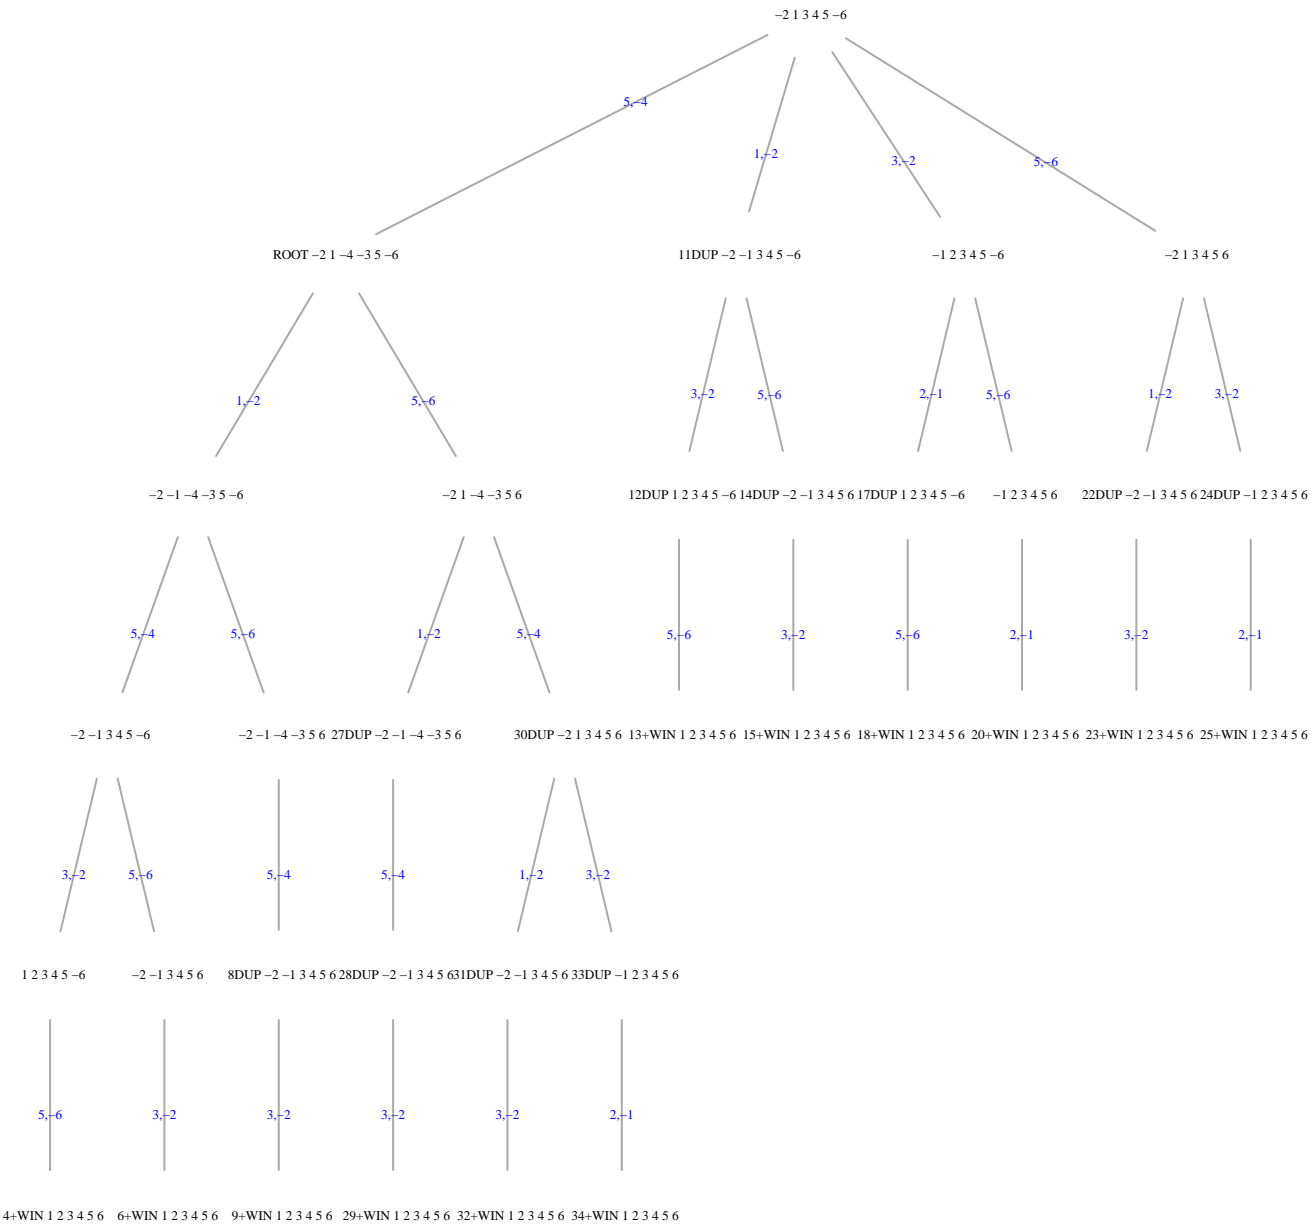 −2 1 3 4 5 −6
5,−4
1,−2
3,−2
5,−6
ROOT −2 1 −4 −3 5 −6
11DUP −2 −1 3 4 5 −6
−1 2 3 4 5 −6
−2 1 3 4 5 6
1,−2
5,−6
3,−2
5,−6
2,−1
5,−6
1,−2
3,−2
−2 −1 −4 −3 5 −6
−2 1 −4 −3 5 6
12DUP 1 2 3 4 5 −6
14DUP −2 −1 3 4 5 6
17DUP 1 2 3 4 5 −6
−1 2 3 4 5 6
22DUP −2 −1 3 4 5 6
24DUP −1 2 3 4 5 6
5,−4
5,−6
1,−2
5,−4
5,−6
3,−2
5,−6
2,−1
3,−2
2,−1
−2 −1 3 4 5 −6
−2 −1 −4 −3 5 6
27DUP −2 −1 −4 −3 5 6
30DUP −2 1 3 4 5 6
13+WIN 1 2 3 4 5 6
15+WIN 1 2 3 4 5 6
18+WIN 1 2 3 4 5 6
20+WIN 1 2 3 4 5 6
23+WIN 1 2 3 4 5 6
25+WIN 1 2 3 4 5 6
3,−2
5,−6
5,−4
5,−4
1,−2
3,−2
1 2 3 4 5 −6
−2 −1 3 4 5 6
8DUP −2 −1 3 4 5 6
28DUP −2 −1 3 4 5 6
31DUP −2 −1 3 4 5 6
33DUP −1 2 3 4 5 6
5,−6
3,−2
3,−2
3,−2
3,−2
2,−1
4+WIN 1 2 3 4 5 6
6+WIN 1 2 3 4 5 6
9+WIN 1 2 3 4 5 6
29+WIN 1 2 3 4 5 6
32+WIN 1 2 3 4 5 6
34+WIN 1 2 3 4 5 6